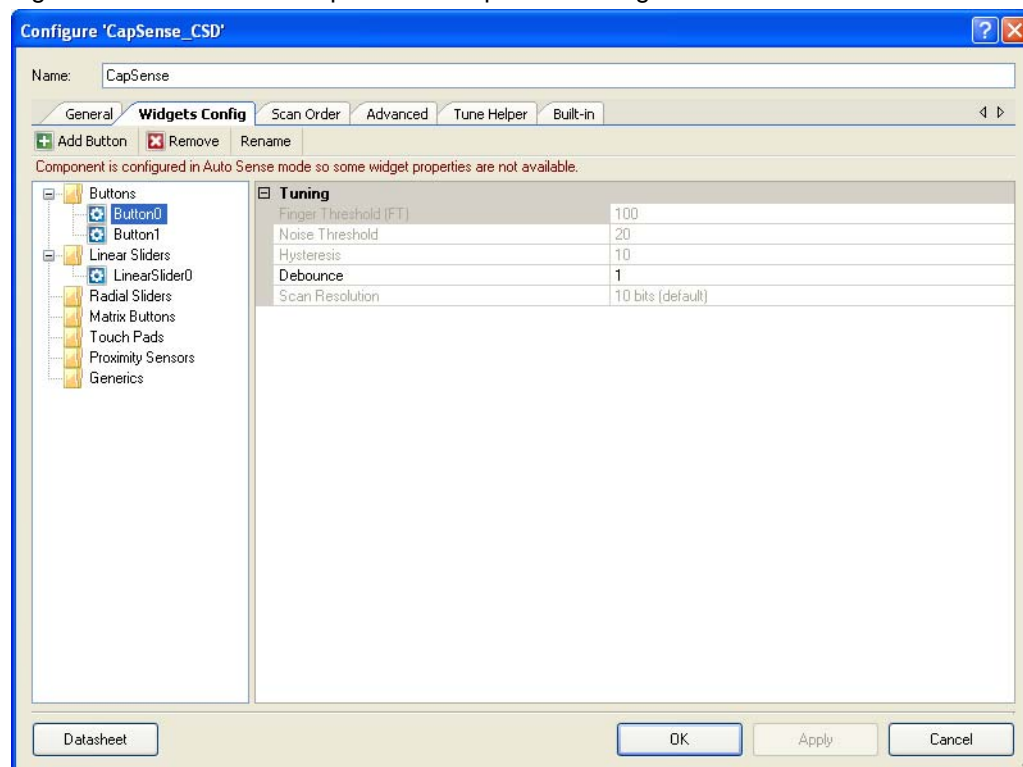 Configure 'CapSense_CSD'
Name: CapSense
General Widgets Config Scan Order Advanced Tune Helper Built-in
Add Button Remove Rename
Component is configured in Auto Sense mode so some widget properties are not available.
Buttons
Button0
Button1
Linear Sliders
LinearSlider0
Radial Sliders
Matrix Buttons
Touch Pads
Proximity Sensors
Generics
Tuning
Finger Threshold (FT) 100
Noise Threshold 20
Hysteresis 10
Debounce 1
Scan Resolution 10 bits (default)
Datasheet OK Apply Cancel